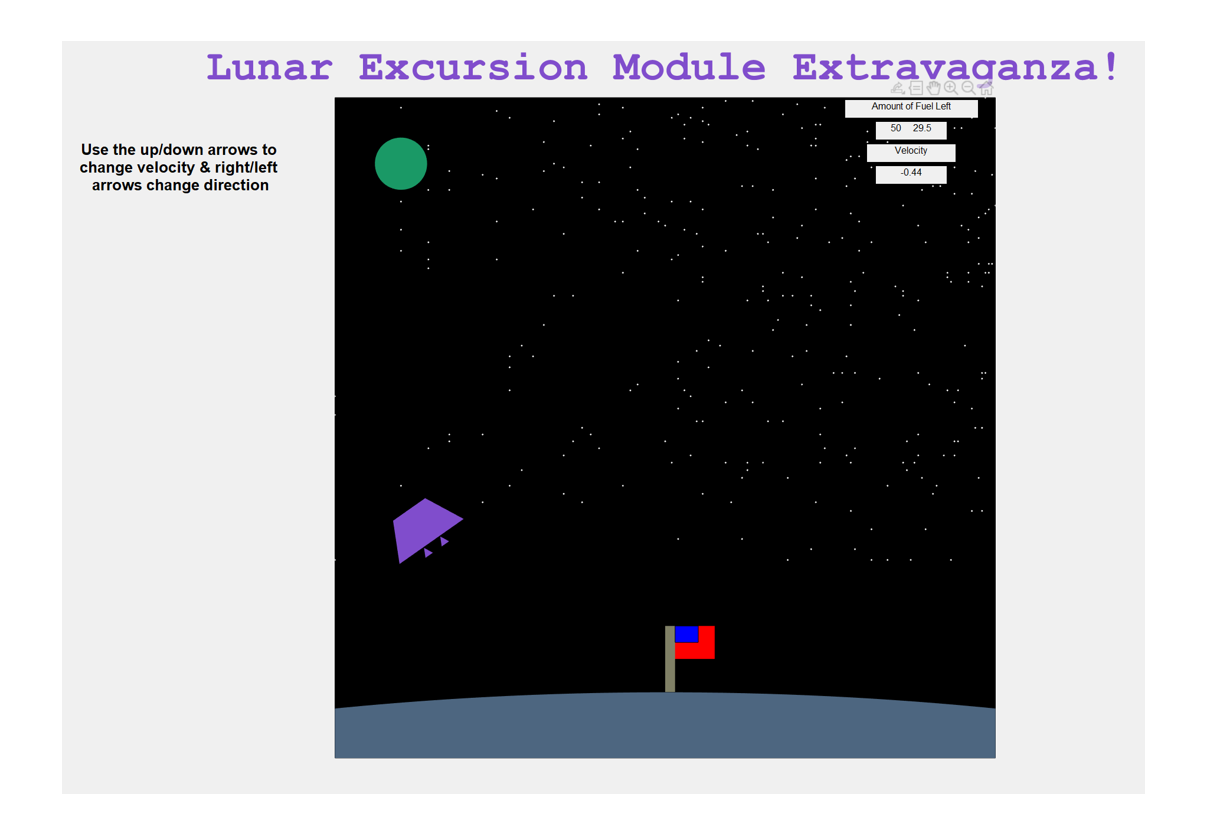 Lunar Excursion Module Extravaganza!
Use the up/down arrows to
change velocity & right/left
arrows change direction
Amount of Fuel Left
50 29.5
Velocity
-0.44